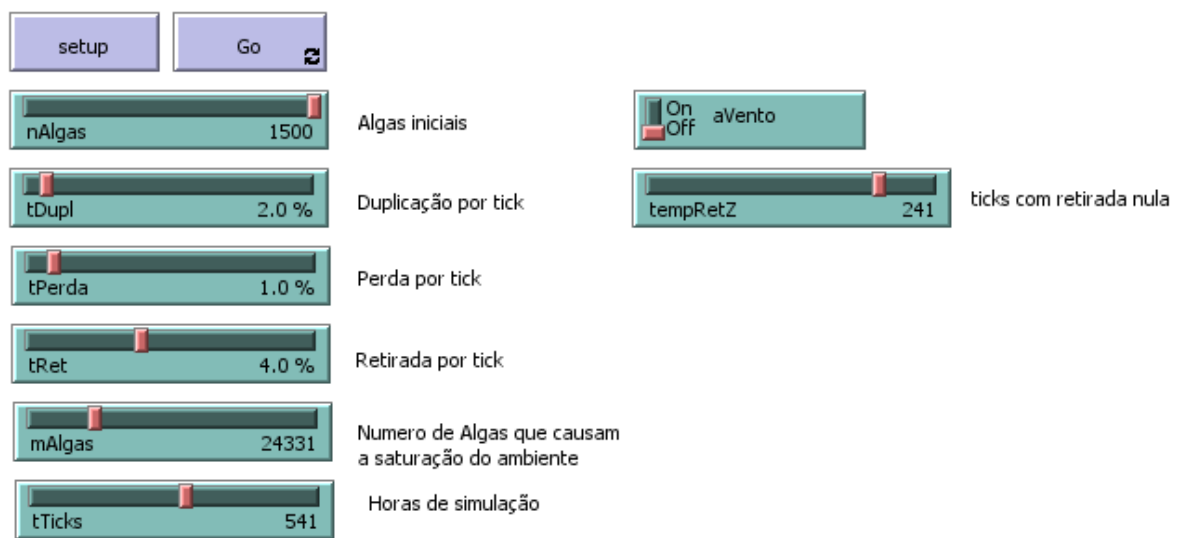 setup
Go
nAlgas 1500
Algas iniciais
On
Off
aVento
tDupl 2.0 %
Duplicação por tick
tempRetZ 241
ticks com retirada nula
tPerda 1.0 %
Perda por tick
tRet 4.0 %
Retirada por tick
mAlgas 24331
Numero de Algas que causam
a saturação do ambiente
tTicks 541
Horas de simulação